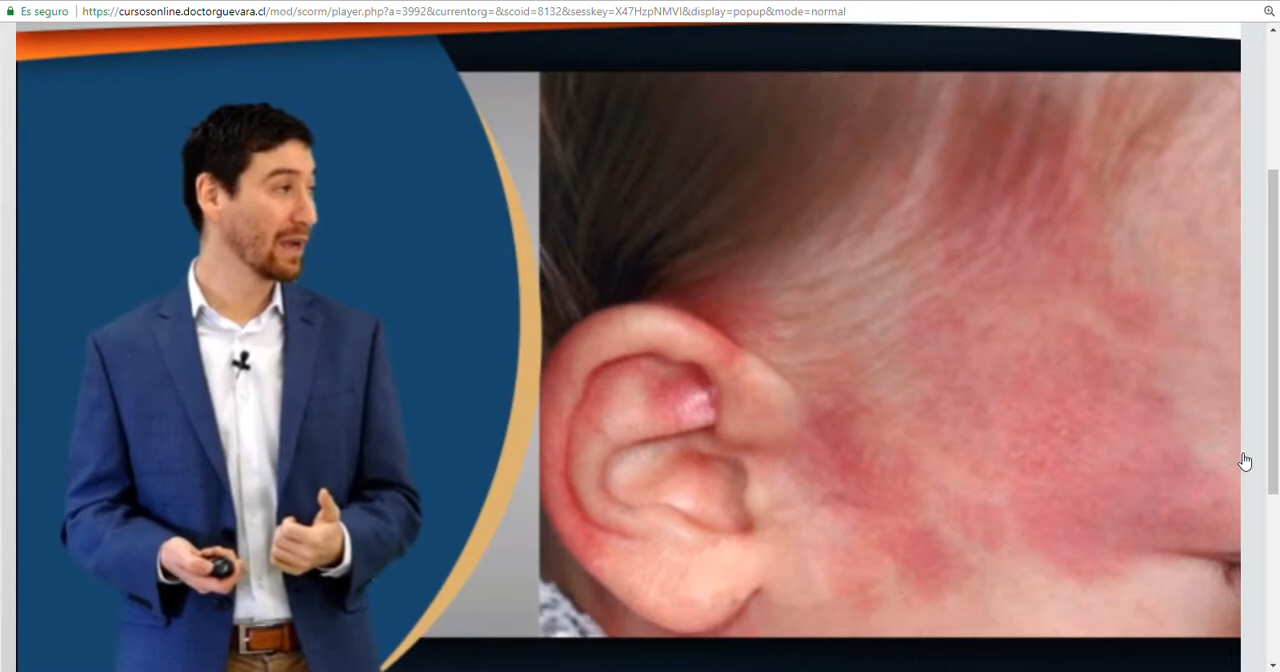 Es seguro | https://cursosonline.doctorguevara.cl/mod/scorm/player.php?a=3992&currentorg=&scoid=8132&sesskey=X47HzpNMVI&display=popup&mode=normal